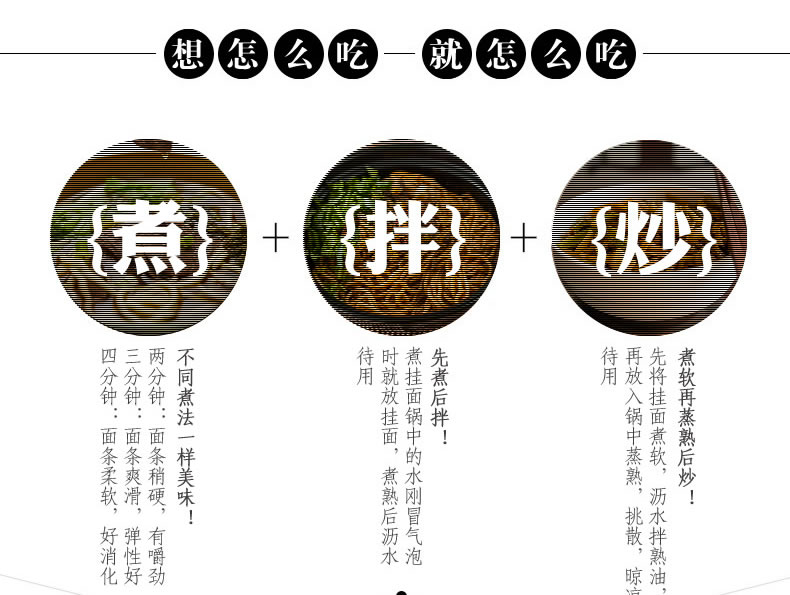 想怎么吃 就怎么吃
{煮} + {拌} + {炒}
不同煮法一样美味!
两分钟:面条稍硬,有嚼劲
三分钟:面条爽滑,弹性好
四分钟:面条柔软,好消化
先煮后拌!
煮挂面锅中的水刚冒气泡
时就放挂面,煮熟后沥水
待用
煮软再蒸熟后炒!
先将挂面煮软,沥水拌熟油,
再放入锅中蒸熟,挑散,晾凉
待用